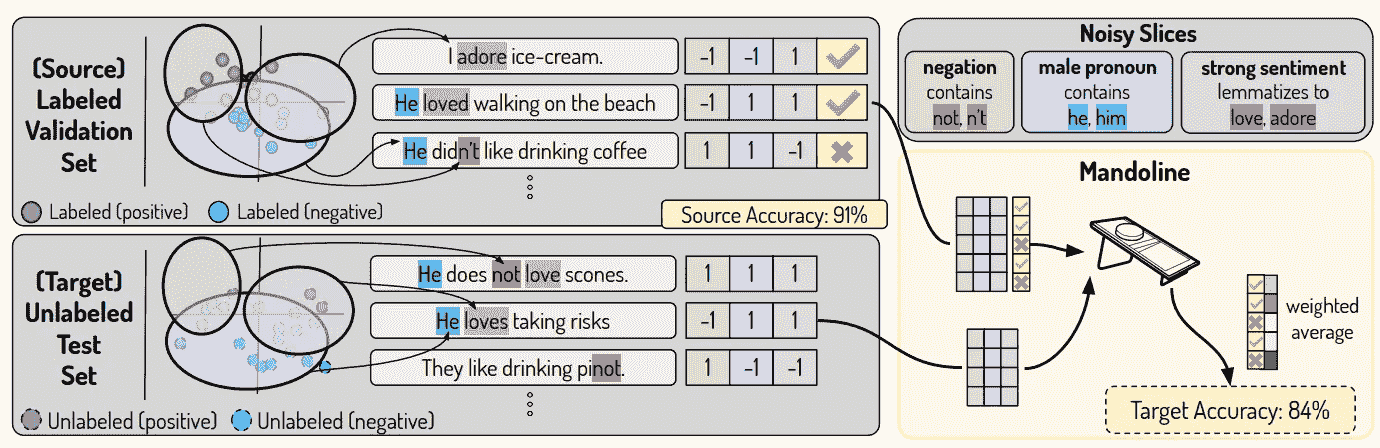 (Source)
Labeled
Validation
Set
I adore ice-cream.
-1 -1 1
He loved walking on the beach
-1 1 1
He didn't like drinking coffee
1 1 -1
Labeled (positive)
Labeled (negative)
Source Accuracy: 91%
(Target)
Unlabeled
Test
Set
He does not love scones.
1 1 1
He loves taking risks
-1 1 1
They like drinking pinot.
1 -1 -1
Unlabeled (positive)
Unlabeled (negative)
Noisy Slices
negation
contains
not, n't
male pronoun
contains
he, him
strong sentiment
lemmatizes to
love, adore
Mandoline
weighted
average
Target Accuracy: 84%